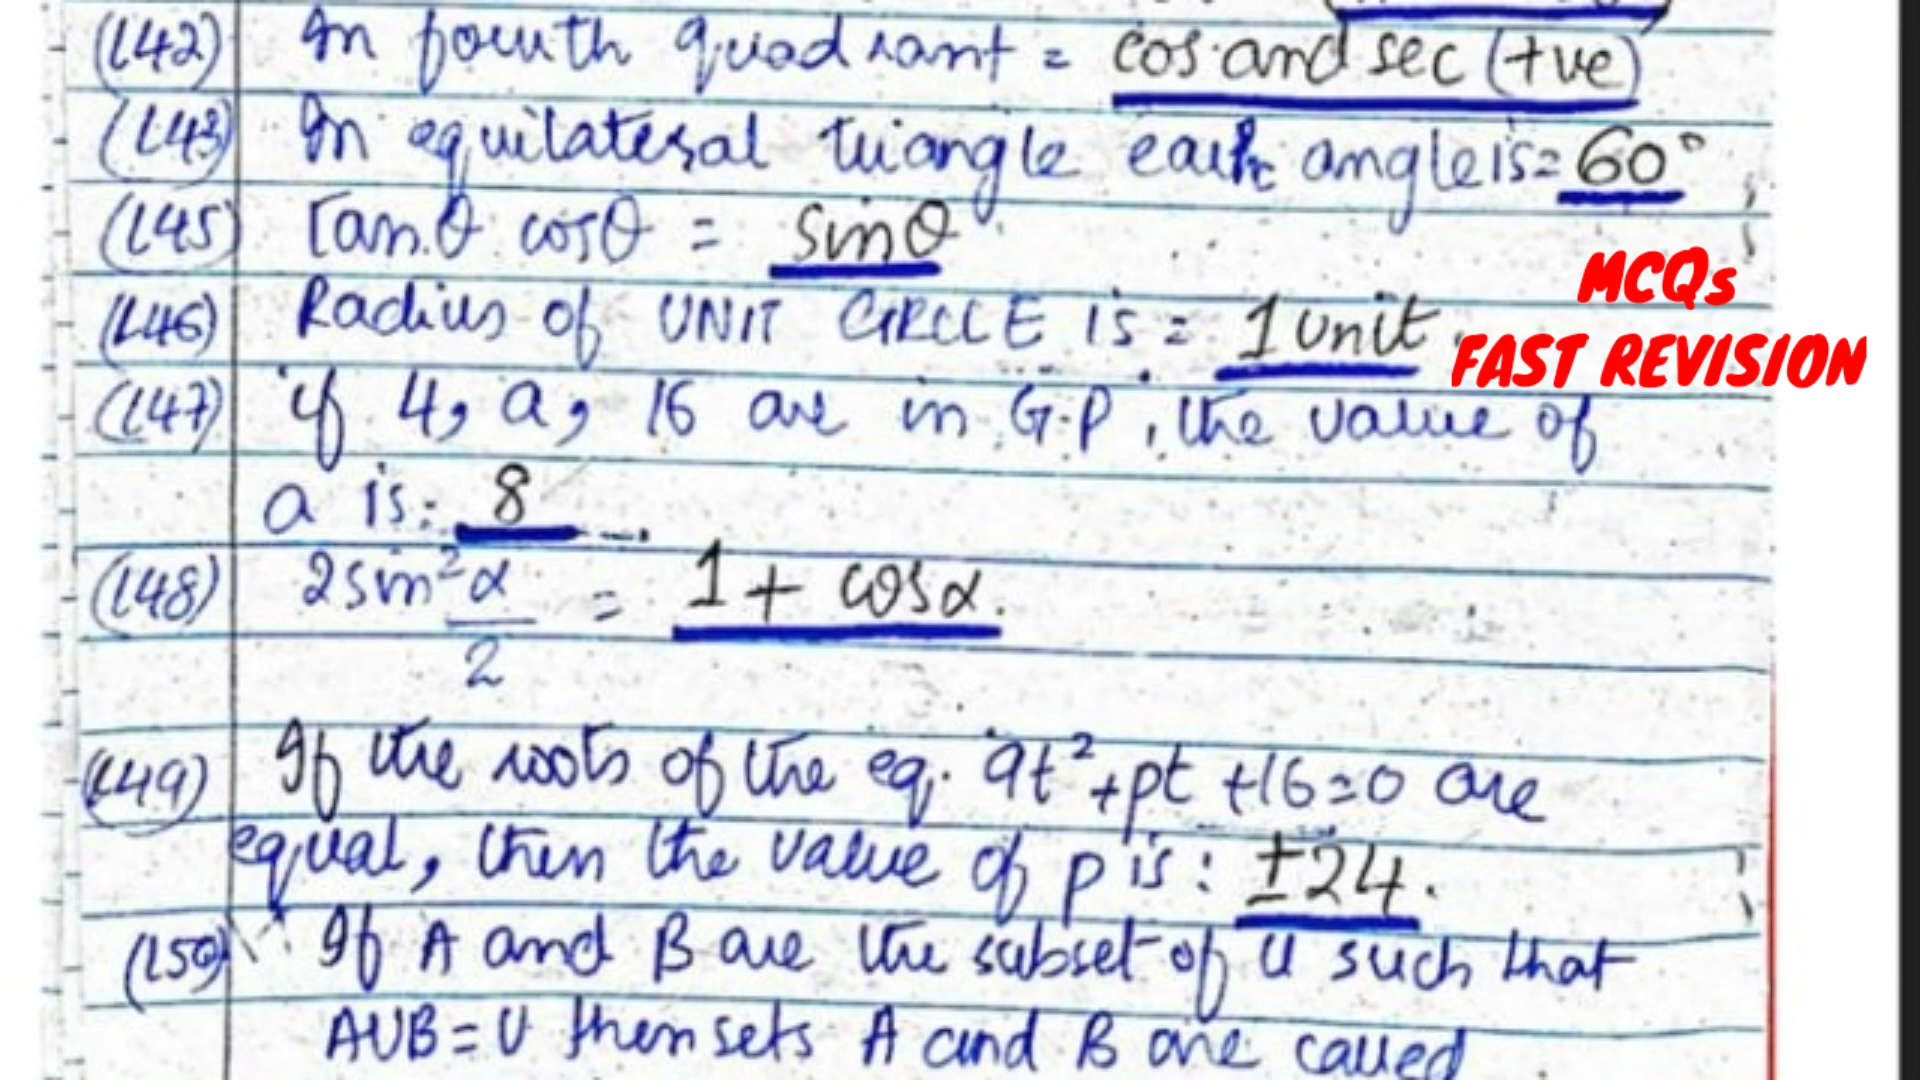 (142) In fourth quadrant = cos and sec (+ve)
(143) In equilateral triangle each angle is = 60°
(145) Tan θ cosθ = sinθ
(146) Radius of UNIT CIRCLE is = 1 unit.
MCQs
FAST REVISION
(147) if 4, a, 16 are in G.P, the value of
a is: 8
(148) 2sin² α/2 = 1 + cosα.
(149) If the roots of the eq. 9t² + pt + 16 = 0 are
equal, then the value of p is: ±24.
(150) If A and B are the subset of U such that
AUB = U then sets A and B are called